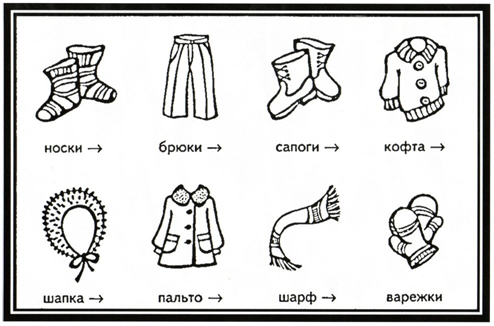 носки → брюки → сапоги → кофта →
шапка → пальто → шарф → варежки